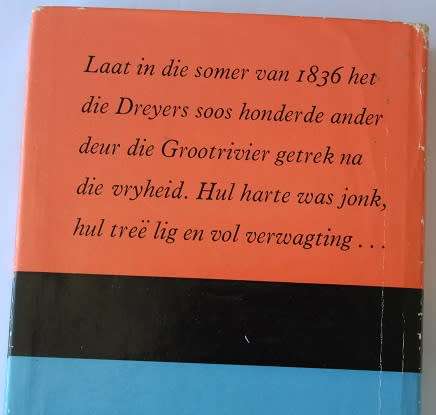 Laat in die somer van 1836 het
die Dreyers soos honderde ander
deur die Grootrivier getrek na
die vryheid. Hul harte was jonk,
hul treë lig en vol verwagting ...